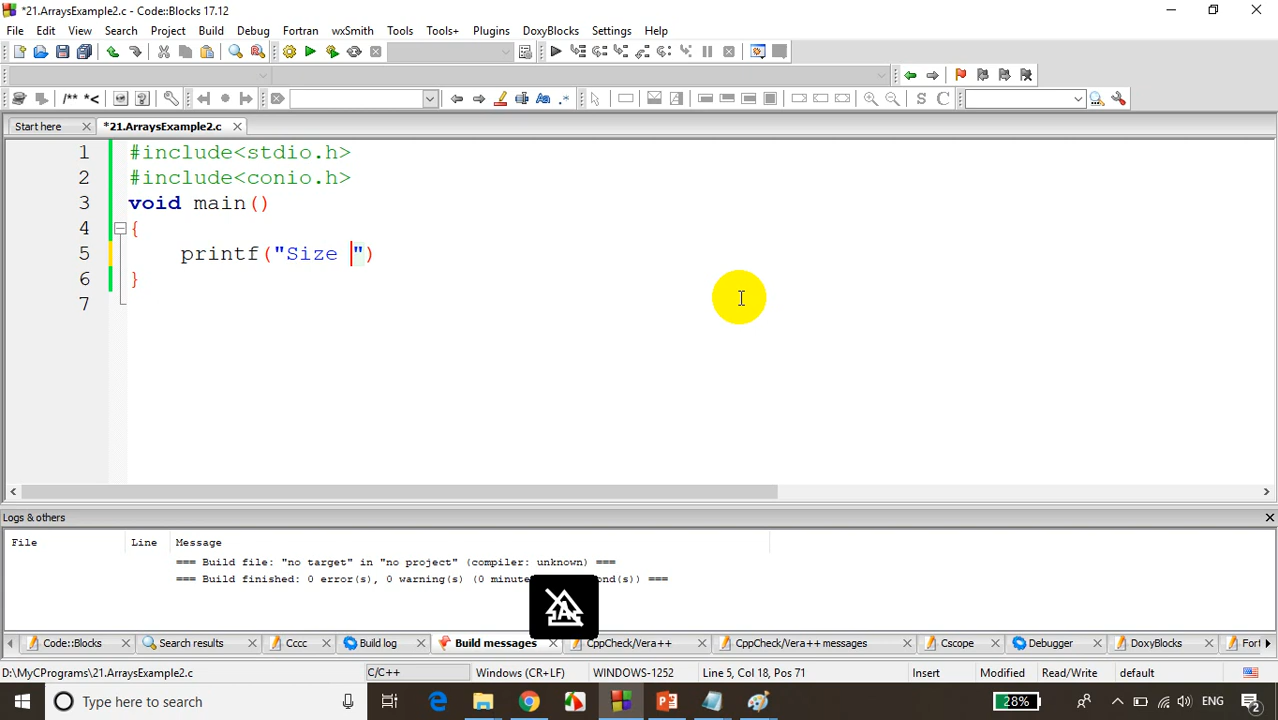 *21.ArraysExample2.c - Code::Blocks 17.12
File Edit View Search Project Build Debug Fortran wxSmith Tools Tools+ Plugins DoxyBlocks Settings Help
/** *<
S C
Start here
*21.ArraysExample2.c
1 #include<stdio.h>
2 #include<conio.h>
3 void main()
4 {
5 printf("Size ")
6 }
7
Logs & others
File Line Message
=== Build file: "no target" in "no project" (compiler: unknown) ===
=== Build finished: 0 error(s), 0 warning(s) (0 minute ond(s)) ===
A
Code::Blocks Search results Cccc Build log Build messages CppCheck/Vera++ CppCheck/Vera++ messages Cscope Debugger DoxyBlocks Fort
D:\MyCPrograms\21.ArraysExample2.c C/C++ Windows (CR+LF) WINDOWS-1252 Line 5, Col 18, Pos 71 Insert Modified Read/Write default
Type here to search 28% ENG 2